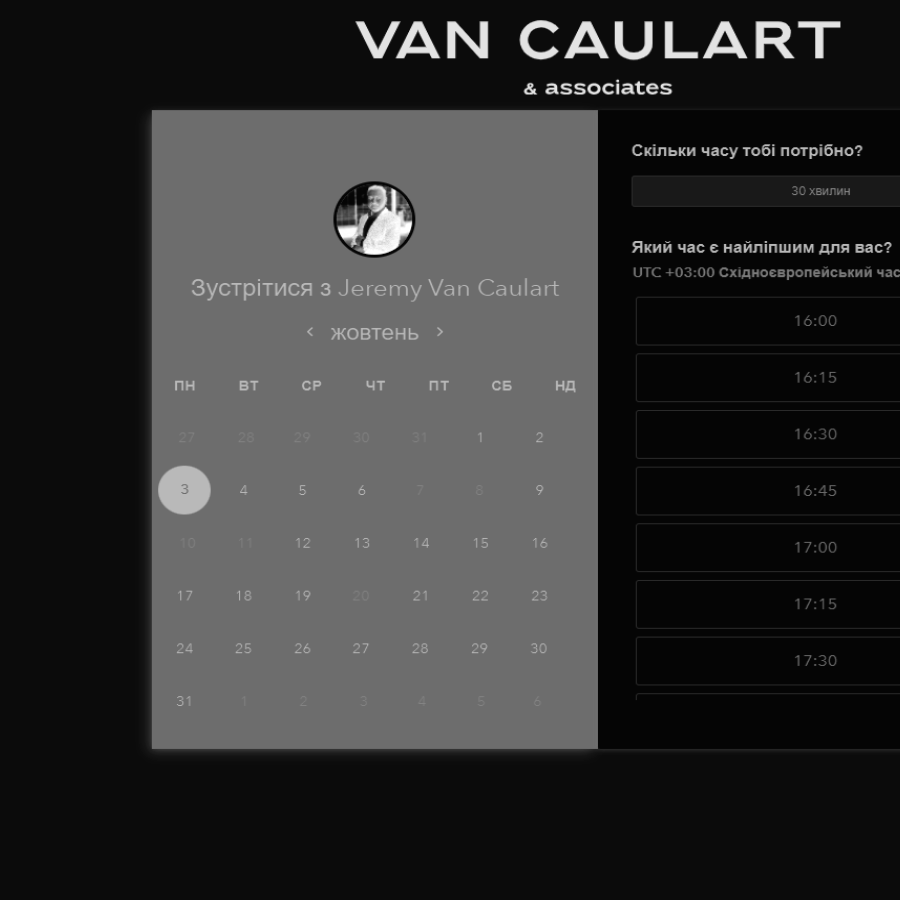 VAN CAULART
& associates
Зустрітися з Jeremy Van Caulart
‹ жовтень ›
ПН ВТ СР ЧТ ПТ СБ НД
27 28 29 30 31 1 2
3 4 5 6 7 8 9
10 11 12 13 14 15 16
17 18 19 20 21 22 23
24 25 26 27 28 29 30
31 1 2 3 4 5 6
Скільки часу тобі потрібно?
30 хвилин
Який час є найліпшим для вас?
UTC +03:00 Східноєвропейський час
16:00
16:15
16:30
16:45
17:00
17:15
17:30